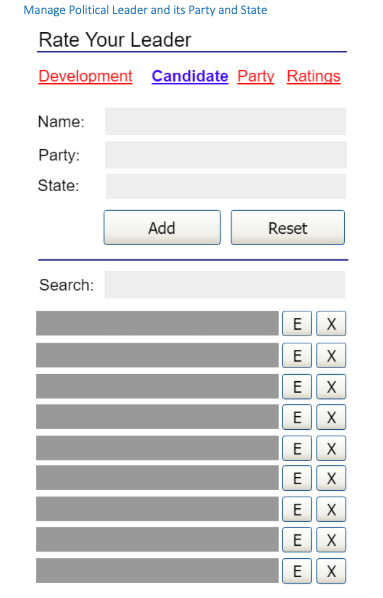 Manage Political Leader and its Party and State
Rate Your Leader
Development Candidate Party Ratings
Name:
Party:
State:
Add Reset
Search:
E X
E X
E X
E X
E X
E X
E X
E X
E X